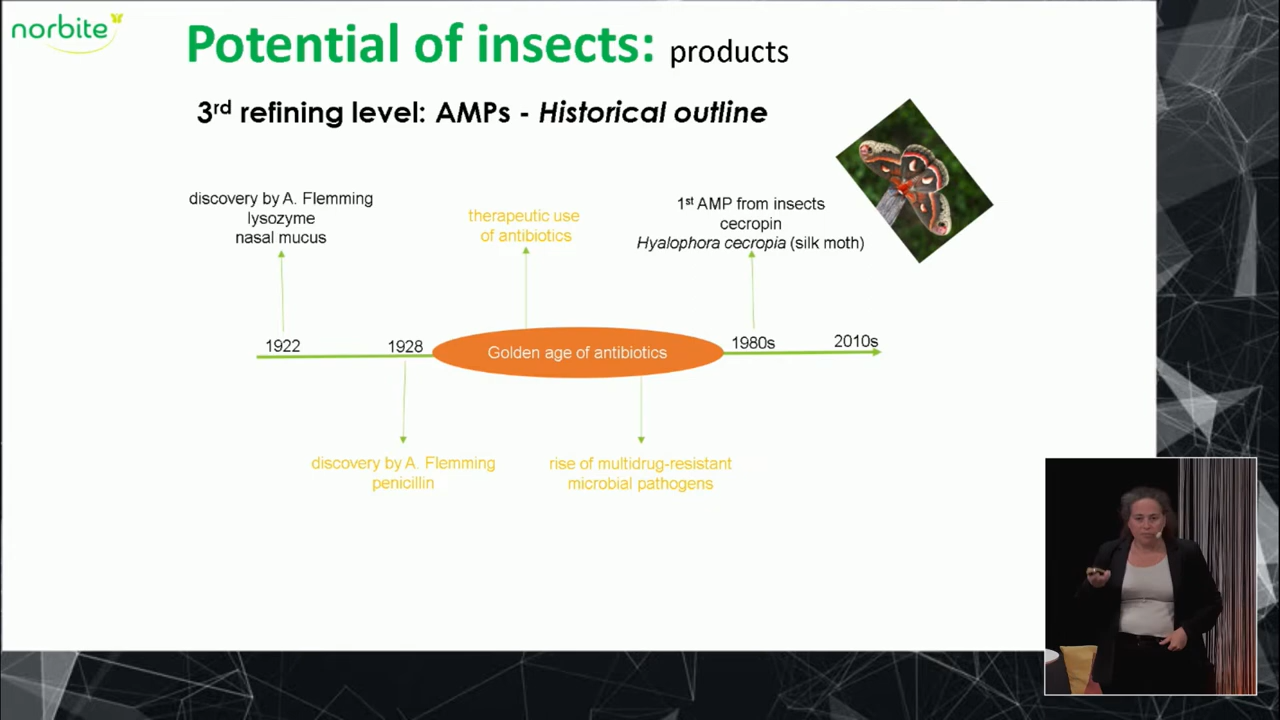 norbite
Potential of insects: products
3rd refining level: AMPs - Historical outline
discovery by A. Flemming
lysozyme
nasal mucus
therapeutic use
of antibiotics
1st AMP from insects
cecropin
Hyalophora cecropia (silk moth)
1922
1928
Golden age of antibiotics
1980s
2010s
discovery by A. Flemming
penicillin
rise of multidrug-resistant
microbial pathogens